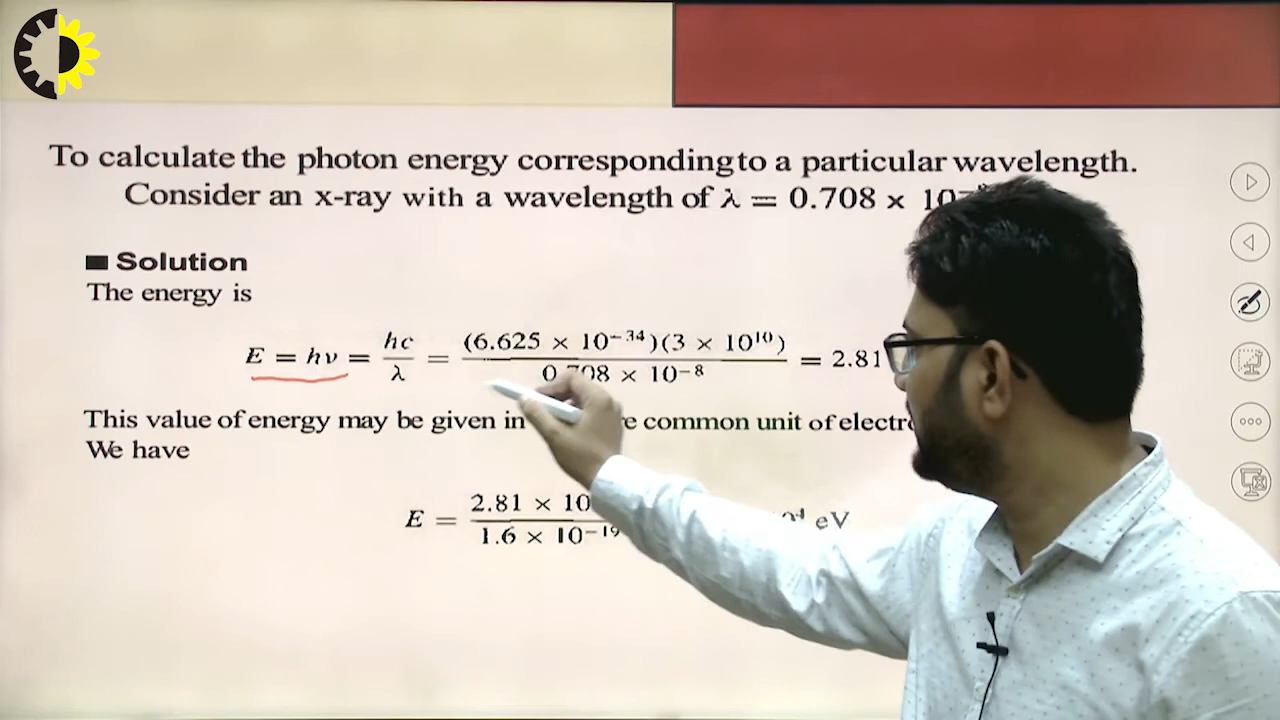 To calculate the photon energy corresponding to a particular wavelength.
Consider an x-ray with a wavelength of λ = 0.708 × 10
■ Solution
The energy is
E = hν = hc/λ = (6.625 × 10⁻³⁴)(3 × 10¹⁰)/0.708 × 10⁻⁸ = 2.81
This value of energy may be given in common unit of
We have
E = 2.81 × 10/1.6 × 10⁻¹⁹ eV